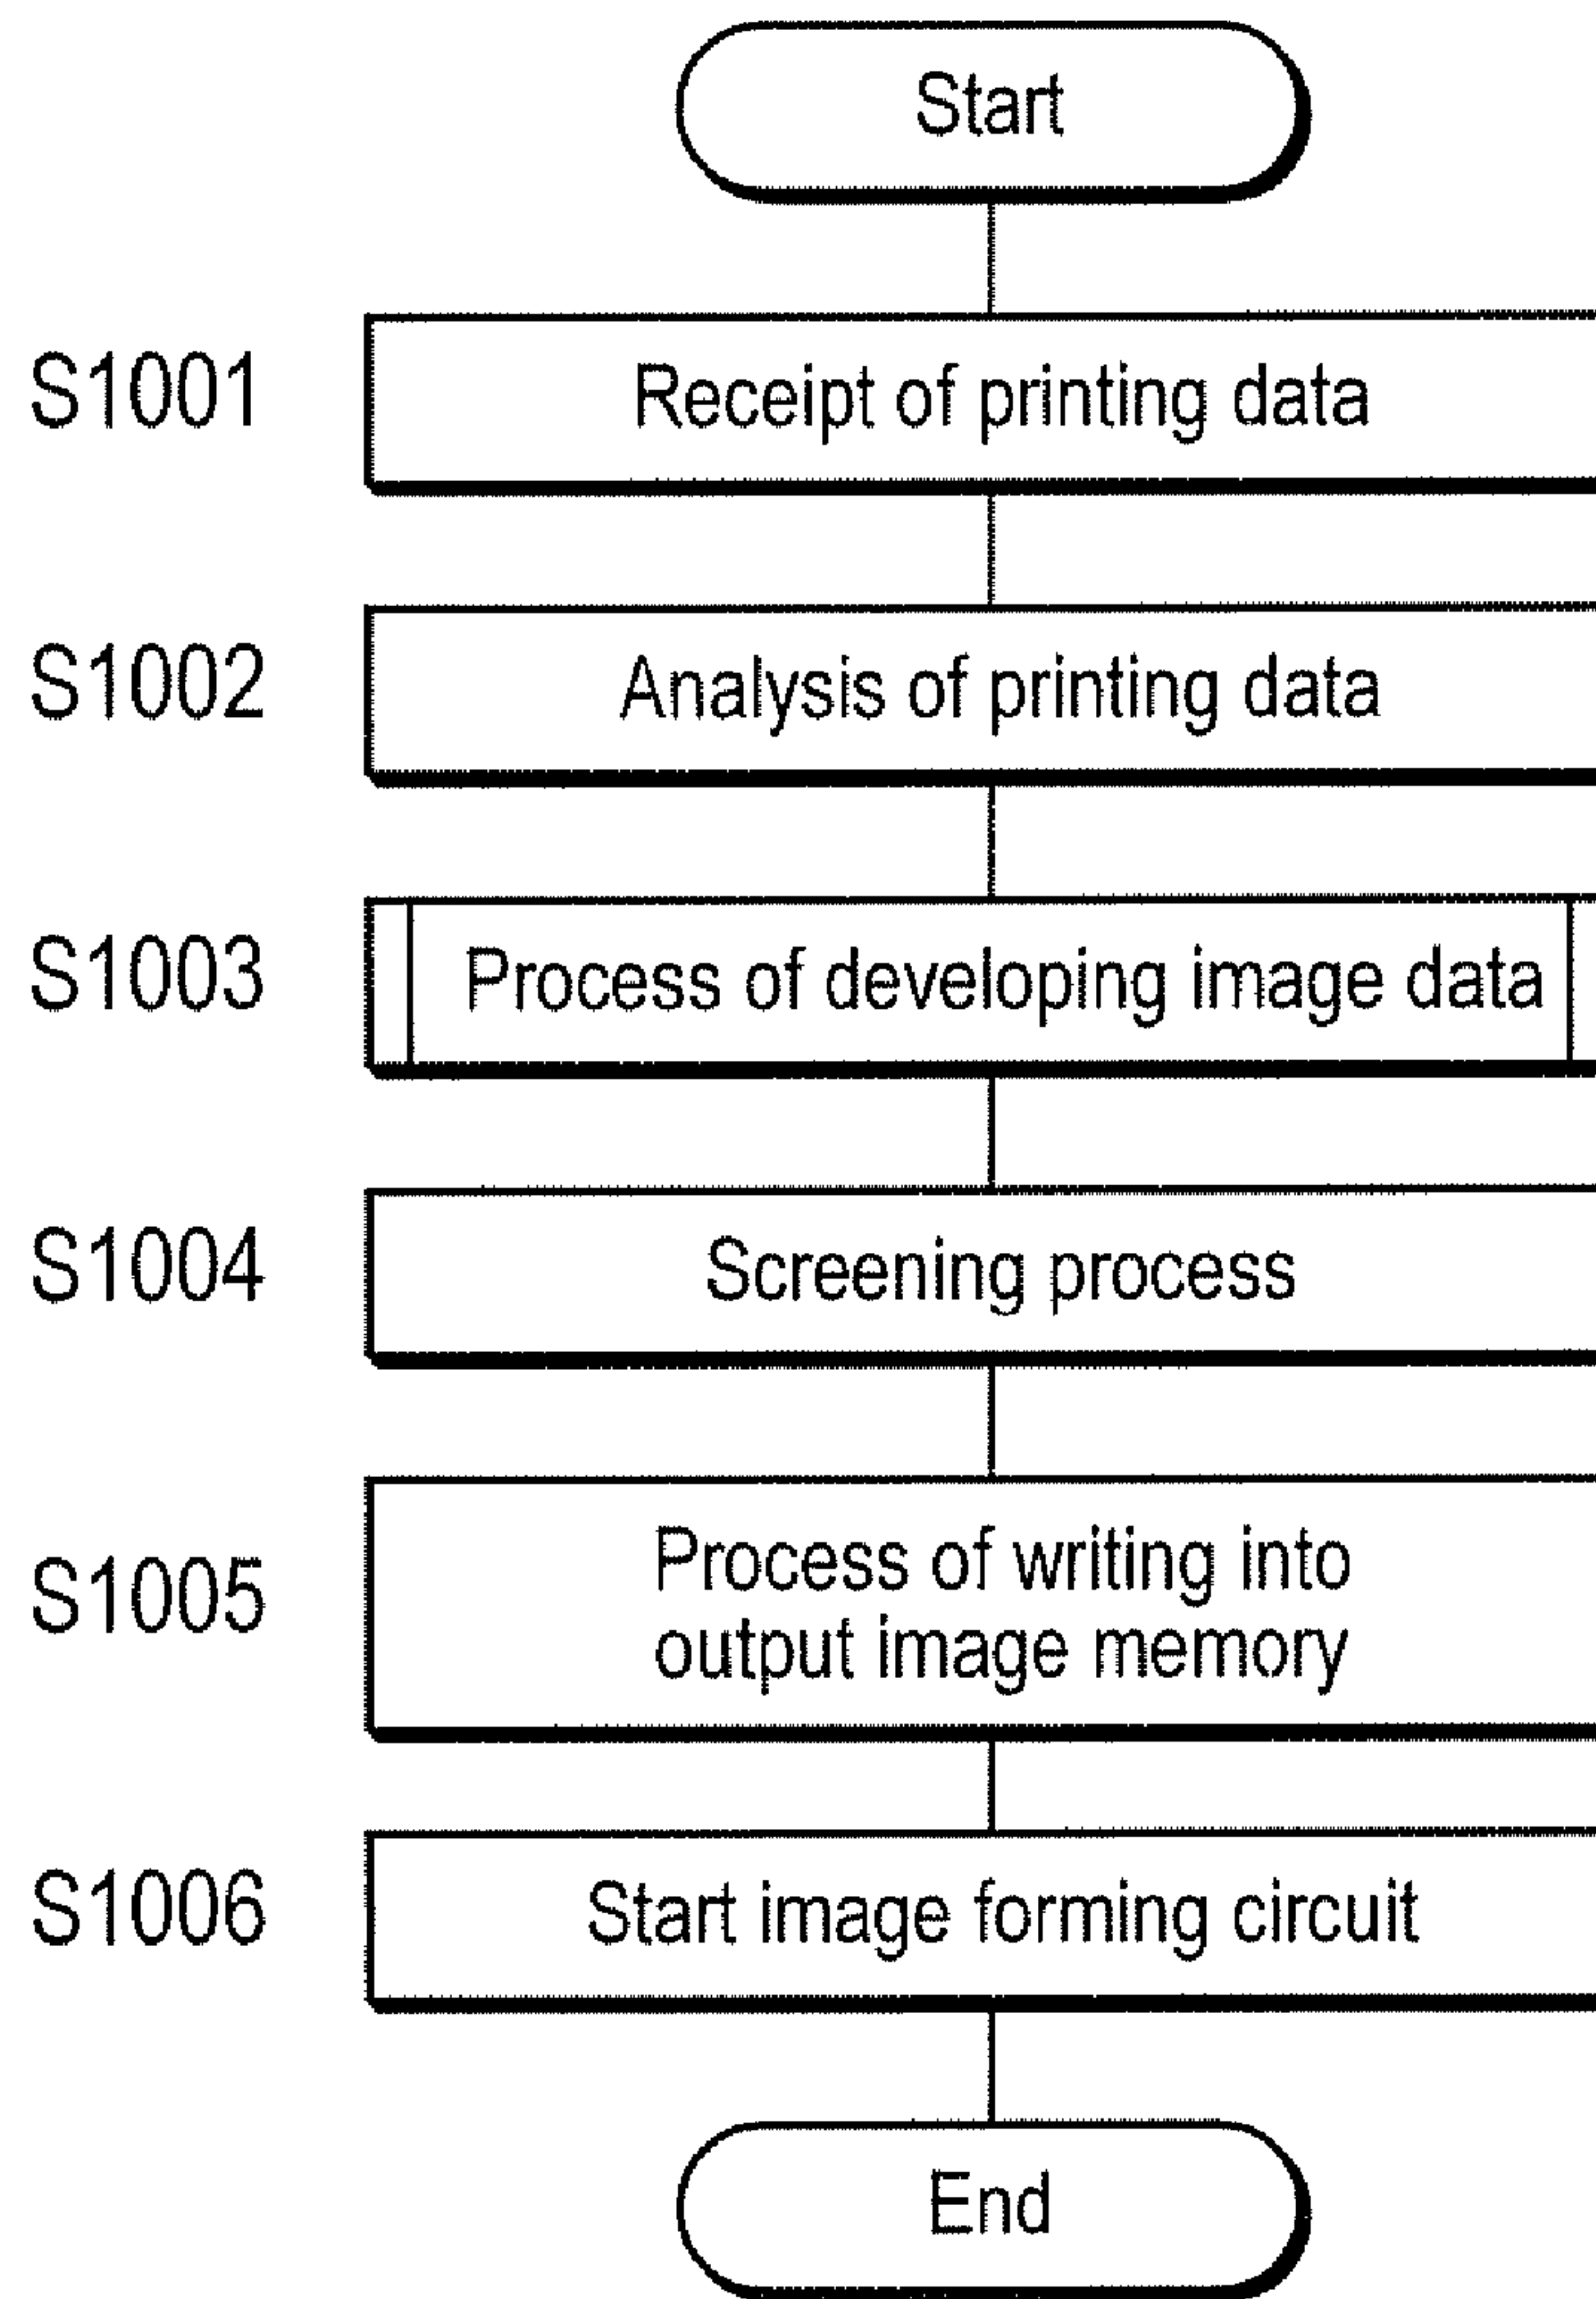 Start
S1001 Receipt of printing data
S1002 Analysis of printing data
S1003 Process of developing image data
S1004 Screening process
S1005 Process of writing into
output image memory
S1006 Start image forming circuit
End